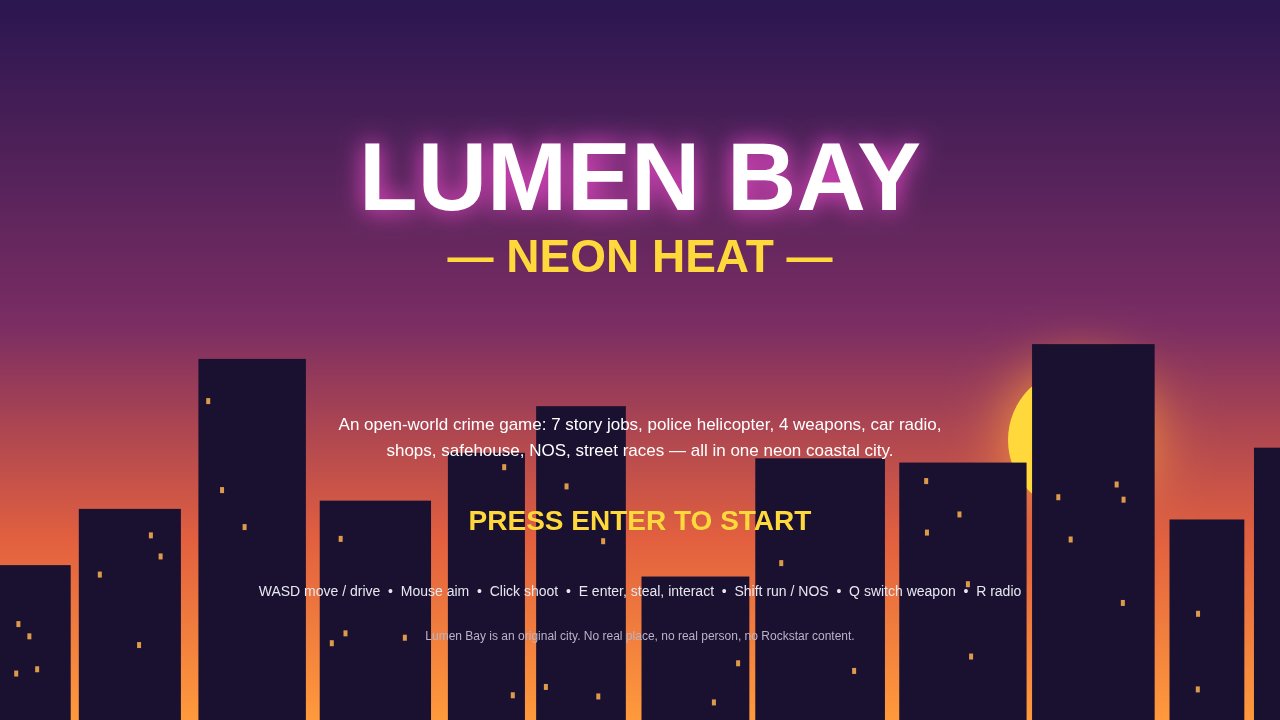 LUMEN BAY
— NEON HEAT —
An open-world crime game: 7 story jobs, police helicopter, 4 weapons, car radio,
shops, safehouse, NOS, street races — all in one neon coastal city.
PRESS ENTER TO START
WASD move / drive • Mouse aim • Click shoot • E enter, steal, interact • Shift run / NOS • Q switch weapon • R radio
Lumen Bay is an original city. No real place, no real person, no Rockstar content.